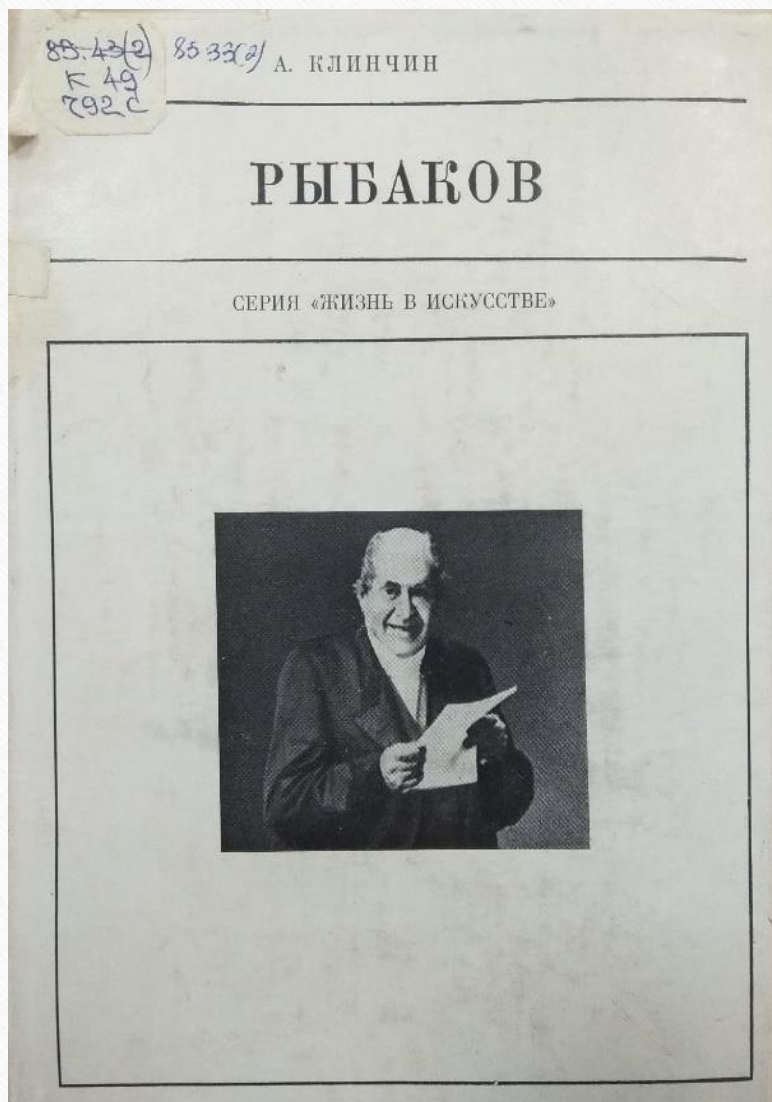 85.43(2)
К 49
792с
85.33(2)
А. КЛИНЧИН
РЫБАКОВ
СЕРИЯ «ЖИЗНЬ В ИСКУССТВЕ»